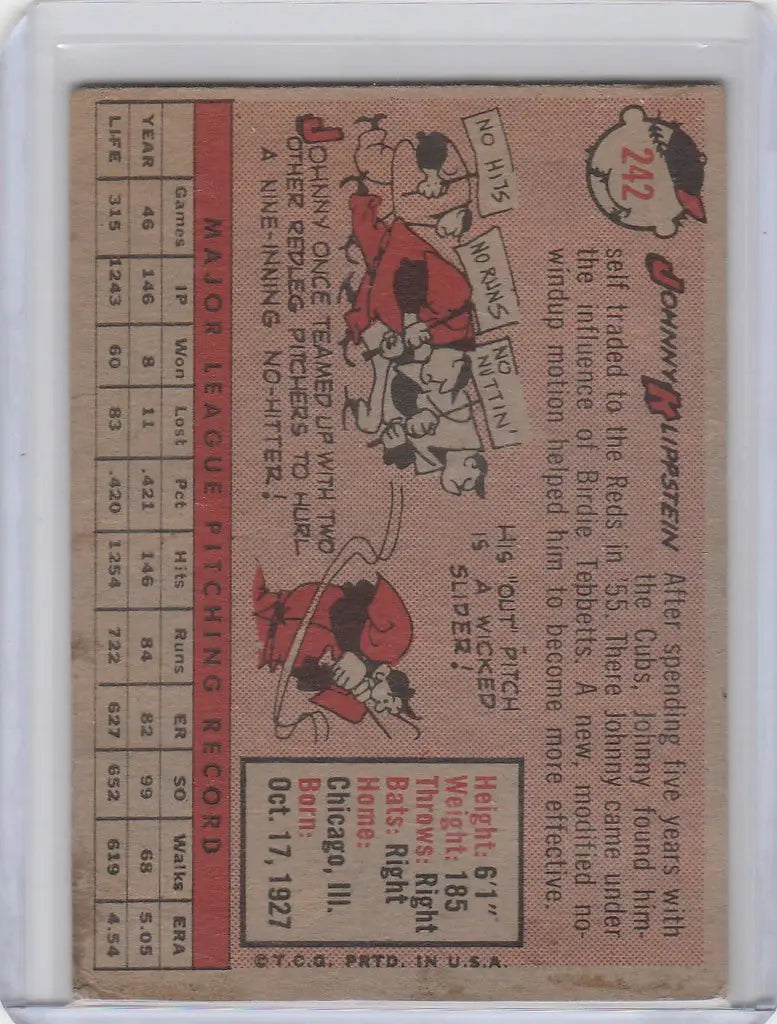 242
JOHNNY KLIPPSTEIN After spending five years with
the Cubs, Johnny found him-
self traded to the Reds in '55. There Johnny came under
the influence of Birdie Tebbetts. A new, modified no-
windup motion helped him to become more effective.
NO HITS
NO RUNS
NO NUTTIN'
JOHNNY ONCE TEAMED UP WITH TWO
OTHER REDLEG PITCHERS TO HURL
A NINE-INNING NO-HITTER!
HIS "OUT" PITCH
IS A WICKED
SLIDER!
Height: 6'1"
Weight: 185
Throws: Right
Bats: Right
Home:
Chicago, Ill.
Born:
Oct. 17, 1927
©T.C.G. PRTD. IN U.S.A.
MAJOR LEAGUE PITCHING RECORD
Games IP Won Lost Pct Hits Runs ER SO Walks ERA
YEAR 46 146 8 11 .421 146 84 82 99 68 5.05
LIFE 315 1243 60 83 .420 1254 722 627 652 619 4.54